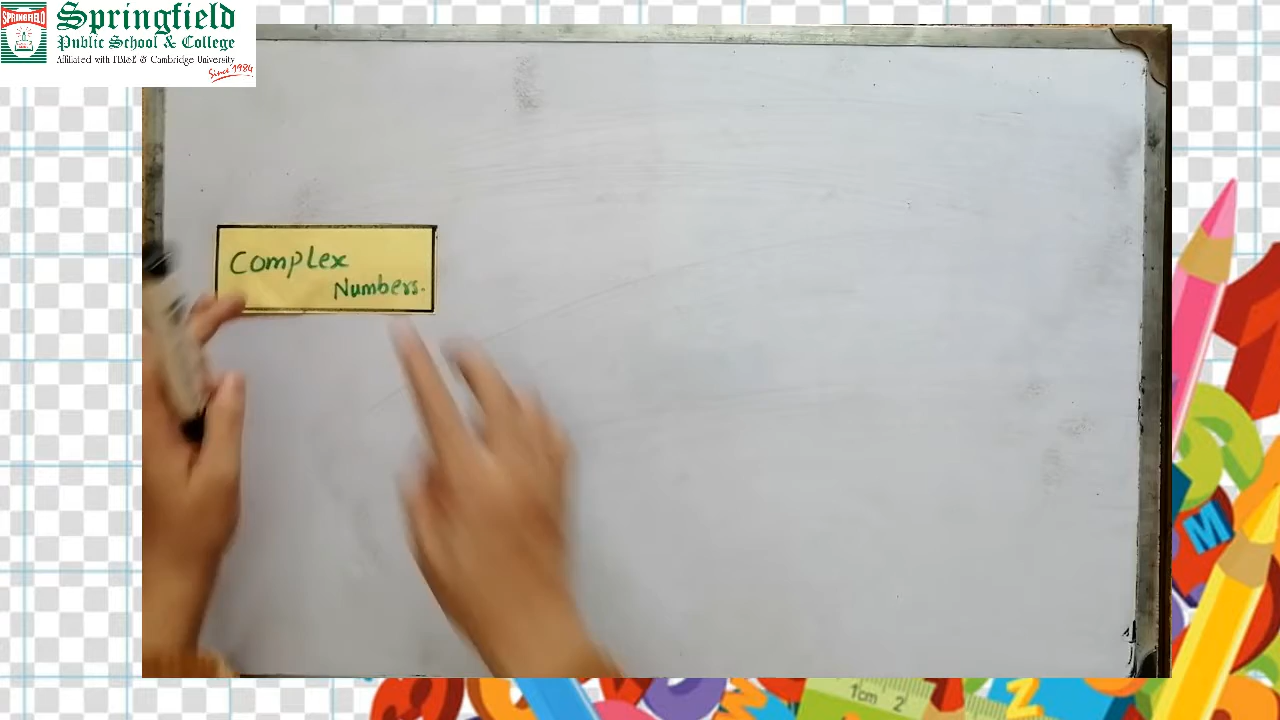 Springfield
Public School & College
Affiliated with FBISE & Cambridge University
Since 1984
Complex
Numbers.
M
1cm 2
Z